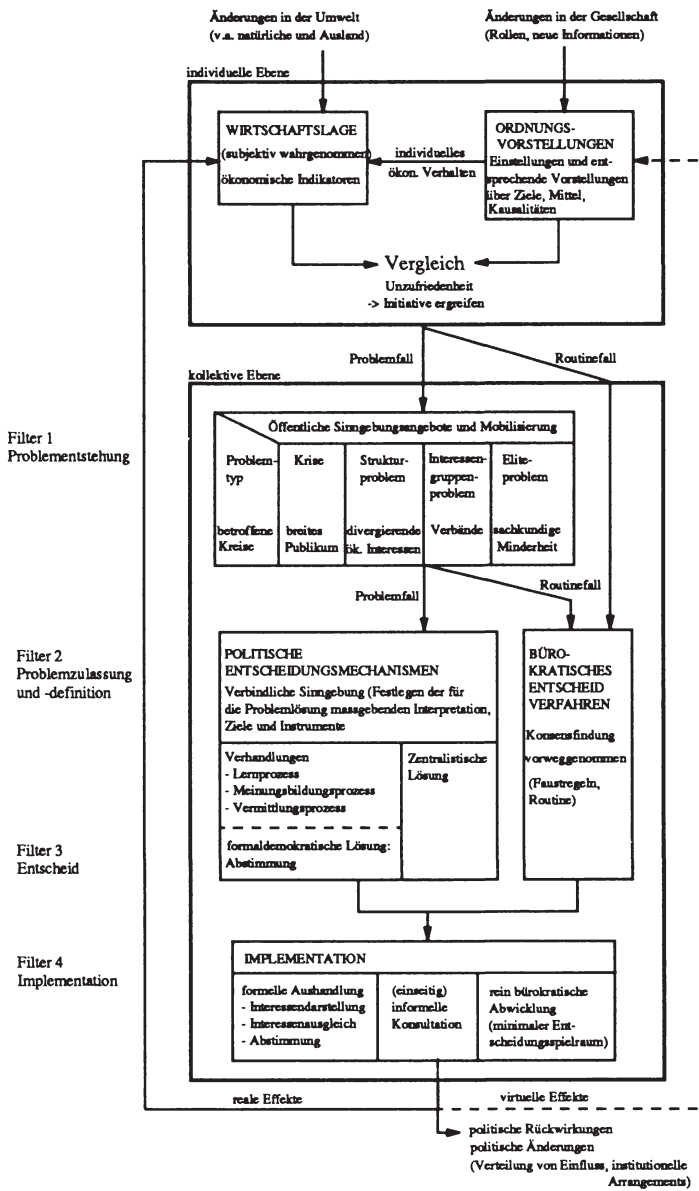 Änderungen in der Umwelt
(v.a. natürliche und Ausland)
Änderungen in der Gesellschaft
(Rollen, neue Informationen)
individuelle Ebene
WIRTSCHAFTSLAGE
(subjektiv wahrgenommen)
ökonomische Indikatoren
individuelles
ökon. Verhalten
ORDNUNGS-
VORSTELLUNGEN
Einstellungen und ent-
sprechende Vorstellungen
über Ziele, Mittel,
Kausalitäten
Vergleich
Unzufriedenheit
-> Initiative ergreifen
Problemfall
Routinefall
kollektive Ebene
Filter 1
Problementstehung
Öffentliche Sinngebungsangebote und Mobilisierung
Problem-
typ
betroffene
Kreise
Krise
breites
Publikum
Struktur-
problem
divergierende
ök. Interessen
Interessen-
gruppen-
problem
Verbände
Elite-
problem
sachkundige
Minderheit
Problemfall
Routinefall
Filter 2
Problemzulassung
und -definition
POLITISCHE
ENTSCHEIDUNGSMECHANISMEN
Verbindliche Sinngebung (Festlegen der für
die Problemlösung massgebenden Interpretation,
Ziele und Instrumente
Verhandlungen
- Lernprozess
- Meinungsbildungsprozess
- Vermittlungsprozess
formaldemokratische Lösung:
Abstimmung
Zentralistische
Lösung
BÜRO-
KRATISCHES
ENTSCHEID
VERFAHREN
Konsensfindung
vorweggenommen
(Faustregeln,
Routine)
Filter 3
Entscheid
Filter 4
Implementation
IMPLEMENTATION
formelle Aushandlung
- Interessendarstellung
- Interessenausgleich
- Abstimmung
(einseitig)
informelle
Konsultation
rein bürokratische
Abwicklung
(minimaler Ent-
scheidungsspielraum)
reale Effekte
virtuelle Effekte
politische Rückwirkungen
politische Änderungen
(Verteilung von Einfluss, institutionelle
Arrangements)